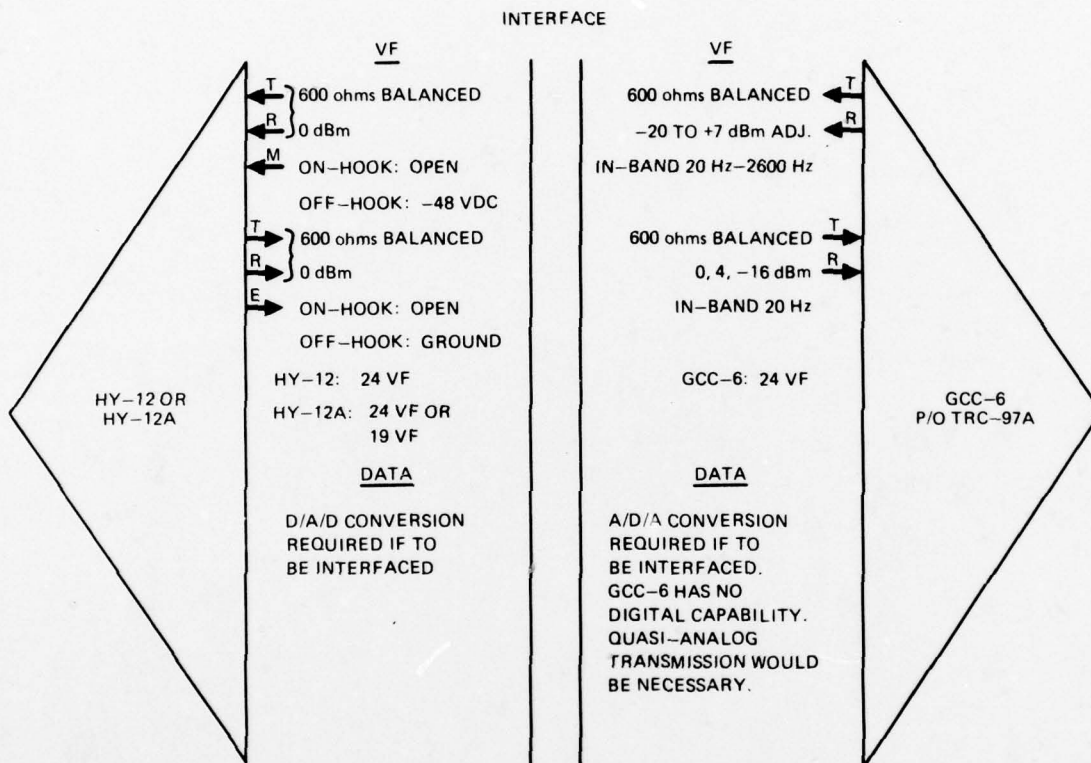 INTERFACE
VF
T
600 ohms BALANCED
R
0 dBm
M
ON-HOOK: OPEN
OFF-HOOK: -48 VDC
T
600 ohms BALANCED
R
0 dBm
E
ON-HOOK: OPEN
OFF-HOOK: GROUND
HY-12: 24 VF
HY-12A: 24 VF OR
19 VF
DATA
D/A/D CONVERSION
REQUIRED IF TO
BE INTERFACED
HY-12 OR
HY-12A
VF
600 ohms BALANCED
T
-20 TO +7 dBm ADJ.
R
IN-BAND 20 Hz-2600 Hz
600 ohms BALANCED
T
0, 4, -16 dBm
R
IN-BAND 20 Hz
GCC-6: 24 VF
DATA
A/D/A CONVERSION
REQUIRED IF TO
BE INTERFACED.
GCC-6 HAS NO
DIGITAL CAPABILITY.
QUASI-ANALOG
TRANSMISSION WOULD
BE NECESSARY.
GCC-6
P/O TRC-97A